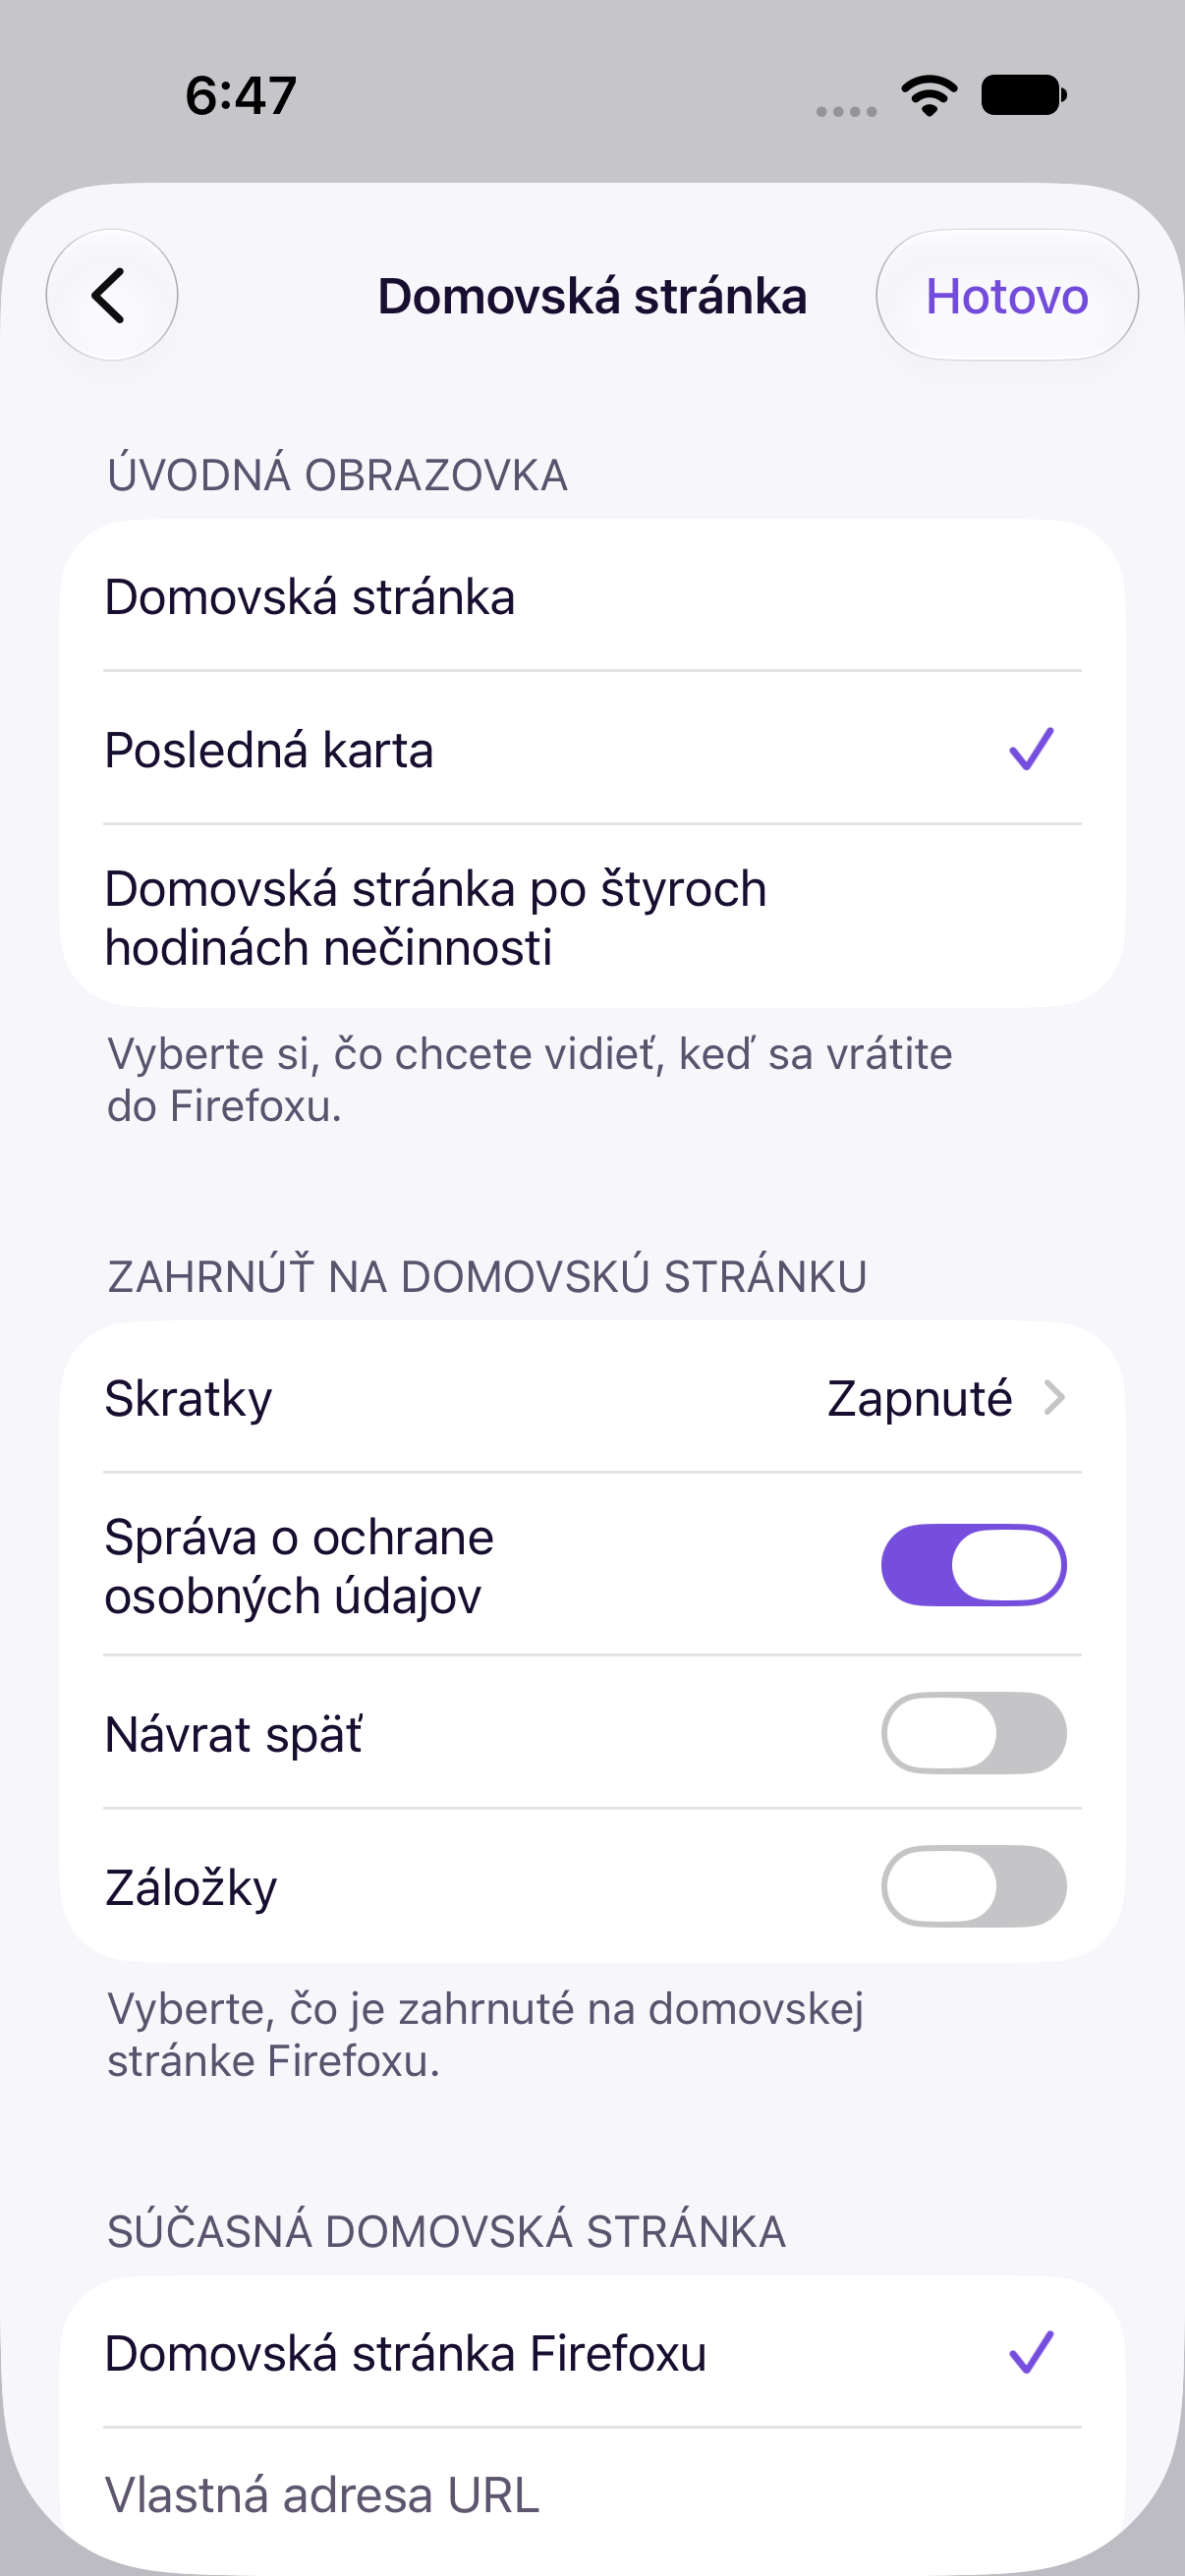 6:47
Domovská stránka
Hotovo
ÚVODNÁ OBRAZOVKA
Domovská stránka
Posledná karta
Domovská stránka po štyroch
hodinách nečinnosti
Vyberte si, čo chcete vidieť, keď sa vrátite
do Firefoxu.
ZAHRNÚŤ NA DOMOVSKÚ STRÁNKU
Skratky Zapnuté
Správa o ochrane
osobných údajov
Návrat späť
Záložky
Vyberte, čo je zahrnuté na domovskej
stránke Firefoxu.
SÚČASNÁ DOMOVSKÁ STRÁNKA
Domovská stránka Firefoxu
Vlastná adresa URL